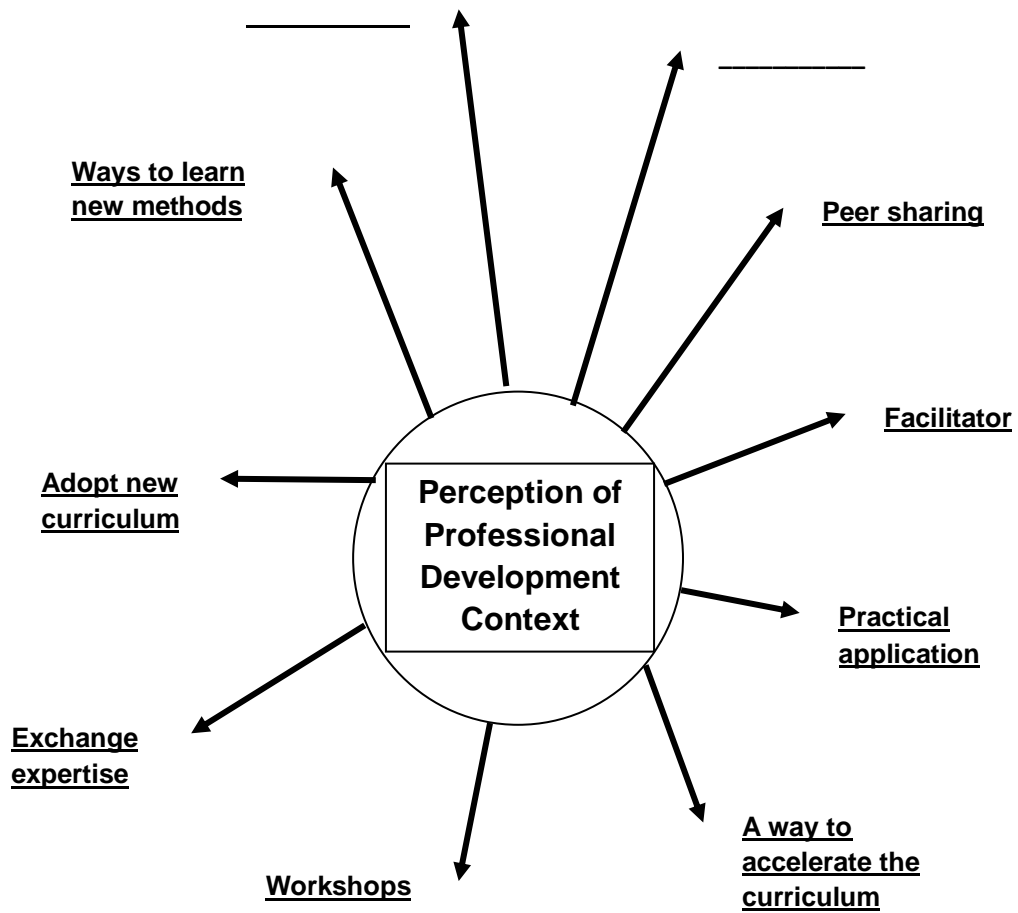 Ways to learn
new methods
Peer sharing
Facilitator
Adopt new
curriculum
Perception of
Professional
Development
Context
Practical
application
Exchange
expertise
A way to
accelerate the
curriculum
Workshops